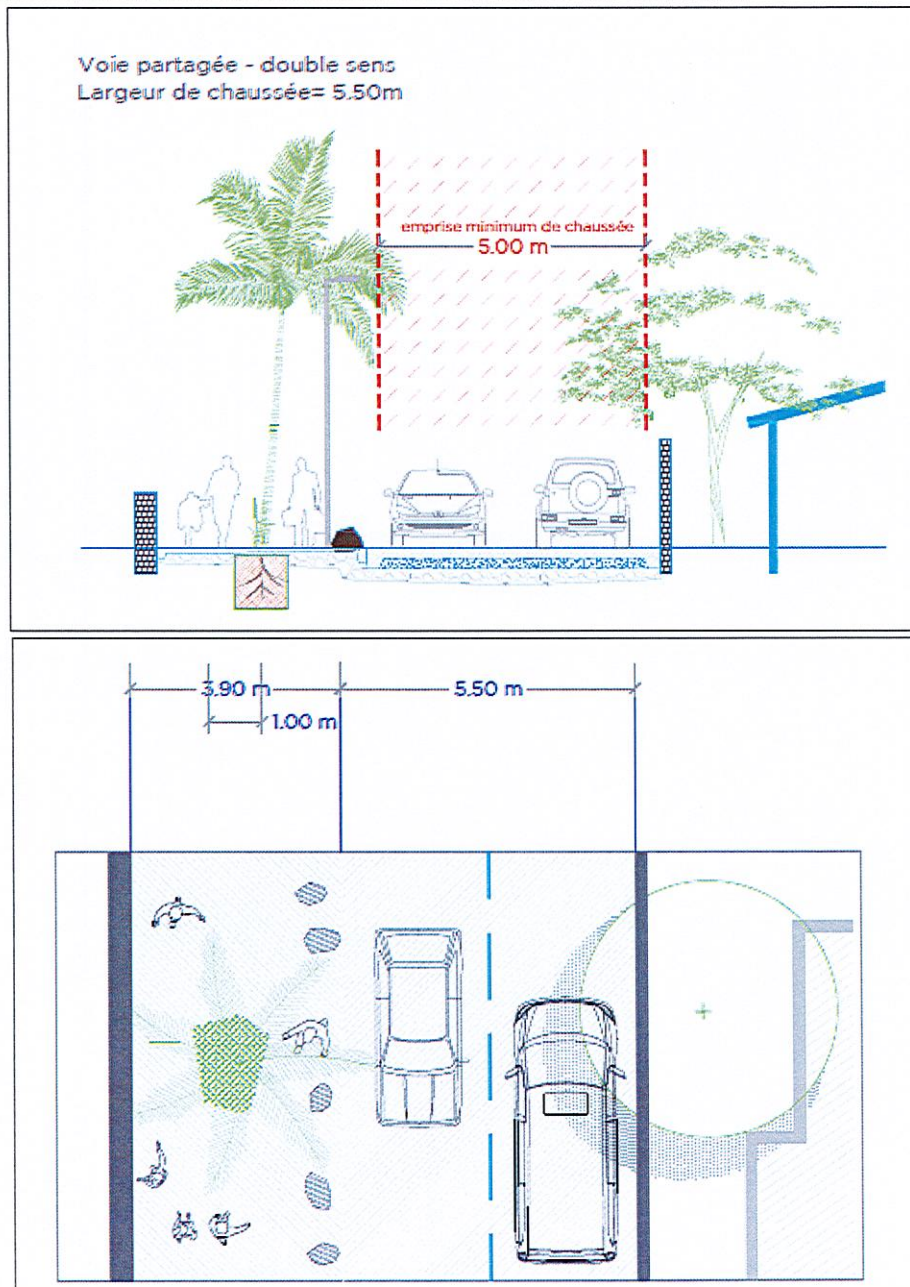 Voie partagée - double sens
Largeur de chaussée= 5.50m
emprise minimum de chaussée
5.00 m
3.90 m
5.50 m
1.00 m